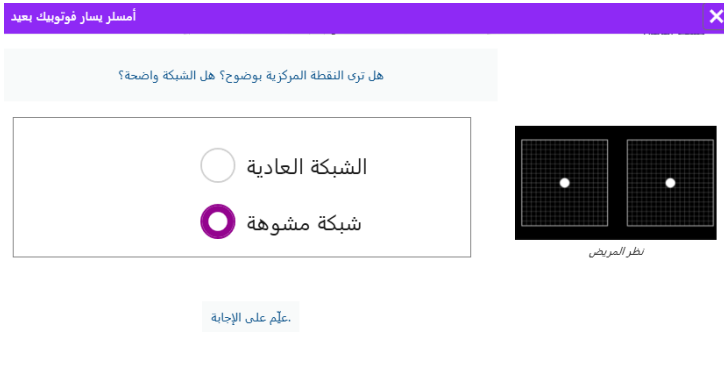 أمسلر يسار فوتوبيك بعيد
هل ترى النقطة المركزية بوضوح؟ هل الشبكة واضحة؟
الشبكة العادية
شبكة مشوهة
نظر المريض
علِّم على الإجابة.